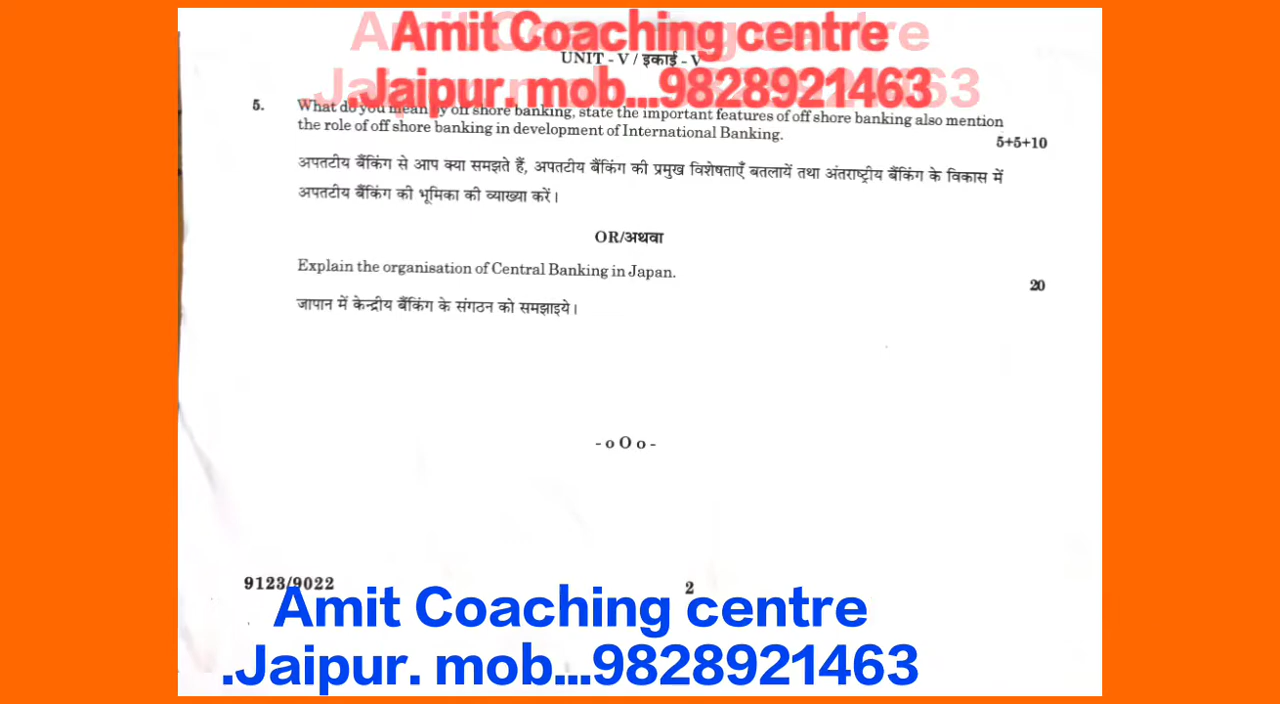 Amit Coaching centre
UNIT - V / इकाई - V
Jaipur. mob...9828921463
5. What do you mean by off shore banking, state the important features of off shore banking also mention
the role of off shore banking in development of International Banking.
5+5+10
अपतटीय बैंकिंग से आप क्या समझते हैं, अपतटीय बैंकिंग की प्रमुख विशेषताएँ बतलायें तथा अंतराष्ट्रीय बैंकिंग के विकास में
अपतटीय बैंकिंग की भूमिका की व्याख्या करें।
OR/अथवा
Explain the organisation of Central Banking in Japan.
20
जापान में केन्द्रीय बैंकिंग के संगठन को समझाइये।
- o O o -
9123/9022
2
Amit Coaching centre
.Jaipur. mob...9828921463